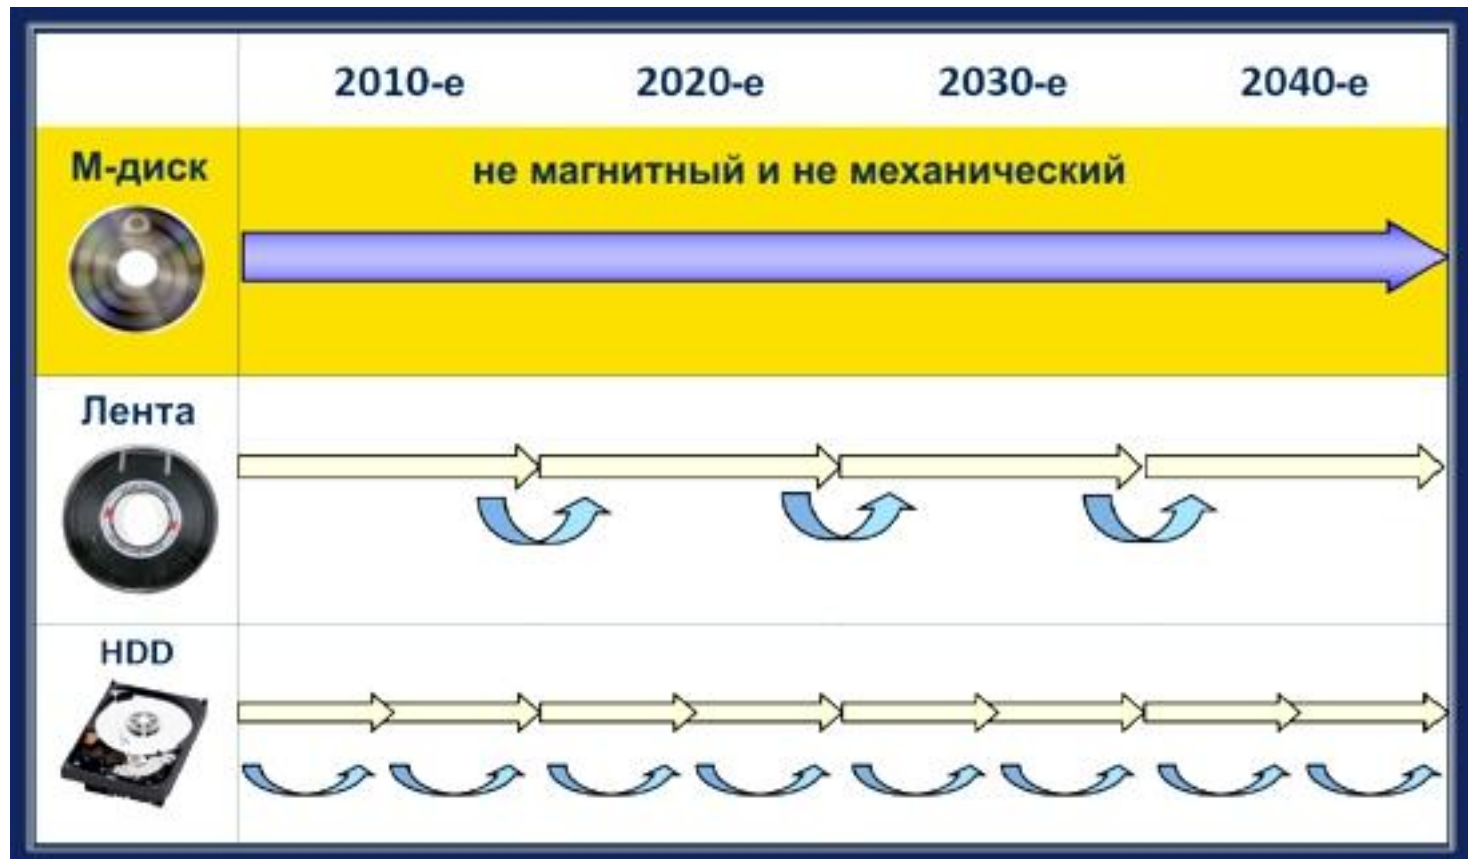 2010-е 2020-е 2030-е 2040-е
М-диск
не магнитный и не механический
Лента
HDD